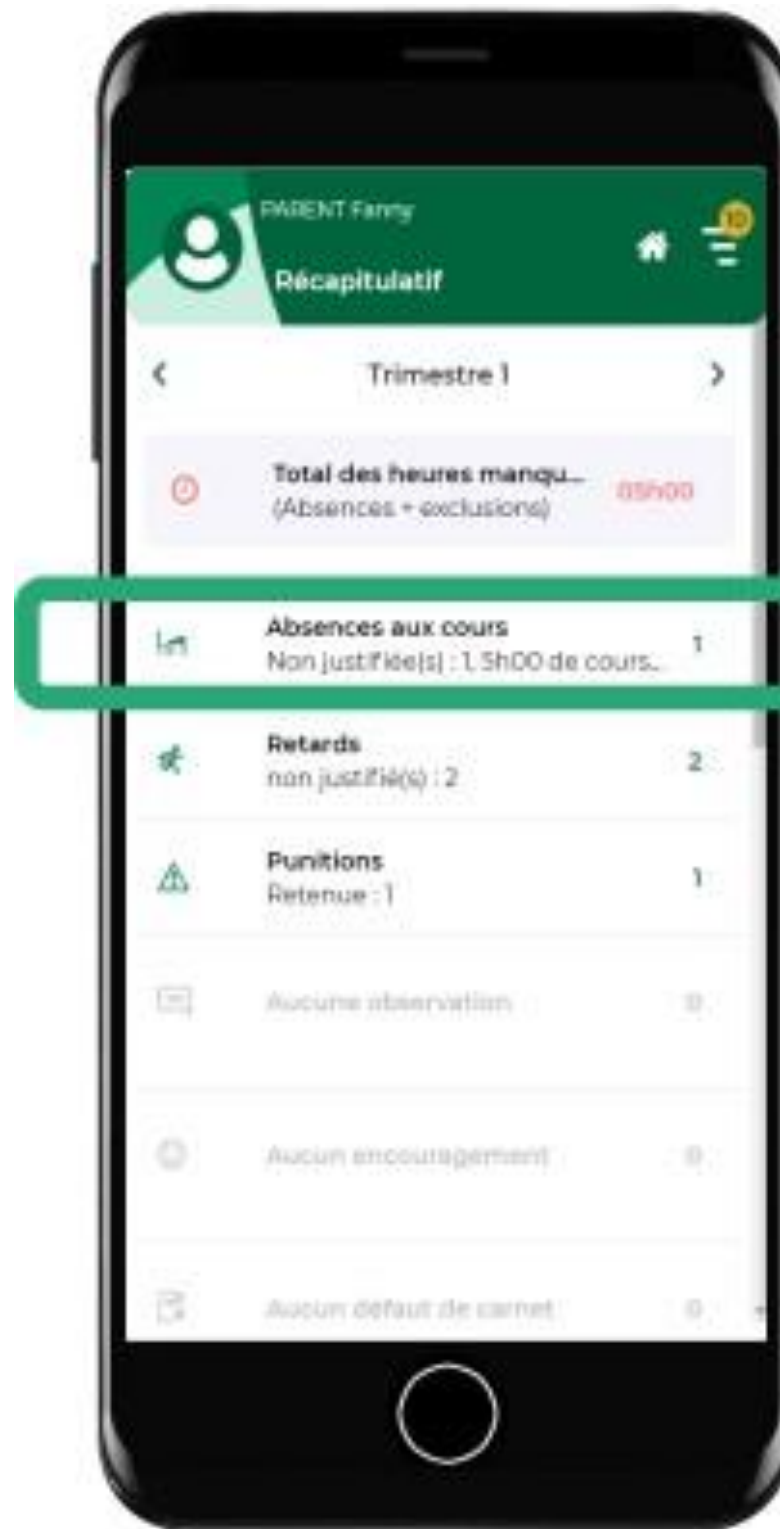 PARENT Fanny
10
Récapitulatif
Trimestre 1
Total des heures manqu...
05h00
(Absences + exclusions)
Absences aux cours
1
Non justifiée(s) : 1, 5h00 de cours...
Retards
2
non justifié(s) : 2
Punitions
1
Retenue : 1
Aucune observation
0
Aucun encouragement
0
Aucun défaut de carnet
0